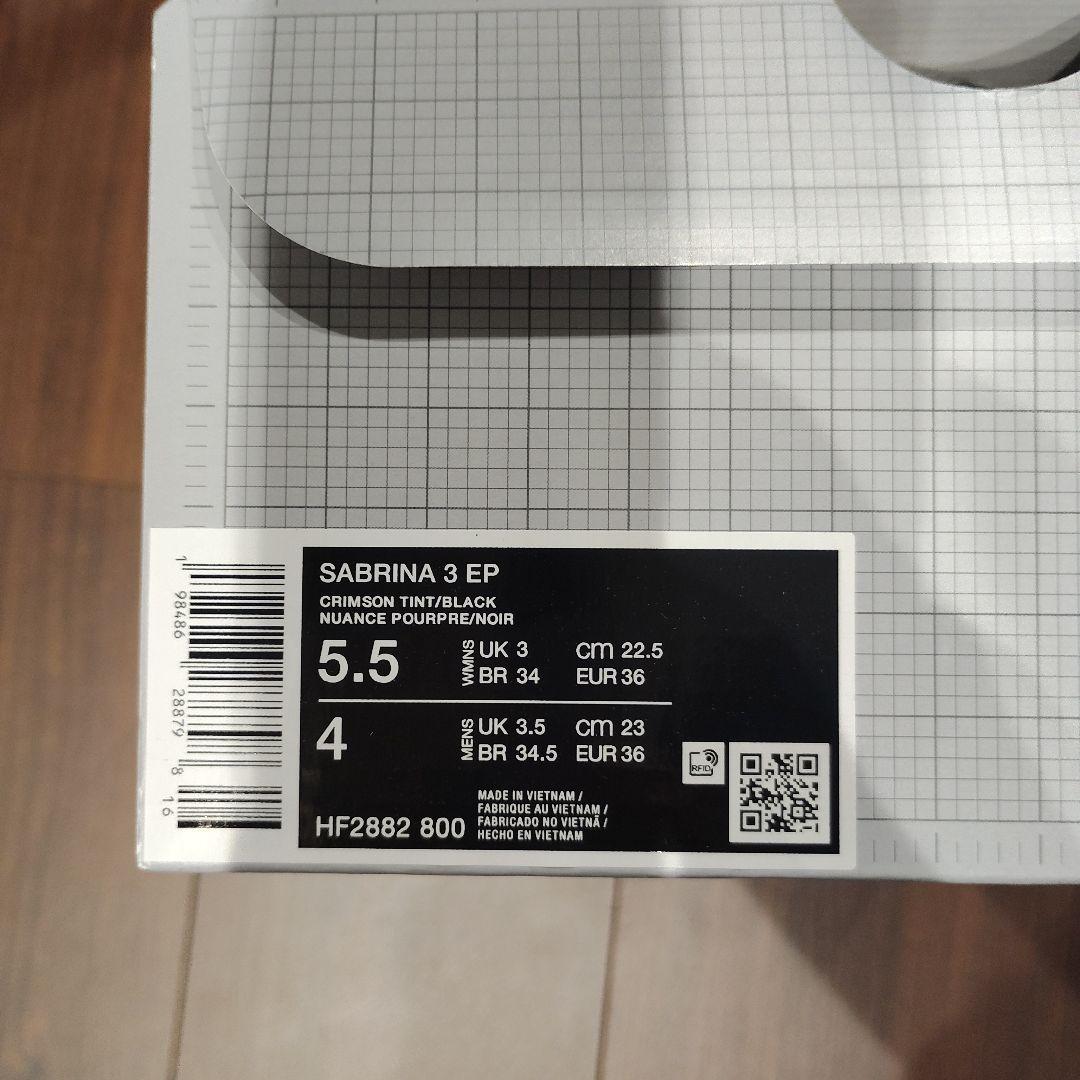 SABRINA 3 EP
CRIMSON TINT/BLACK
NUANCE POURPRE/NOIR
5.5 WMNS UK 3 cm 22.5
BR 34 EUR 36
4 MENS UK 3.5 cm 23
BR 34.5 EUR 36
RFID
HF2882 800
MADE IN VIETNAM /
FABRIQUE AU VIETNAM /
FABRICADO NO VIETNÃ /
HECHO EN VIETNAM
1 98486 28879 8 16